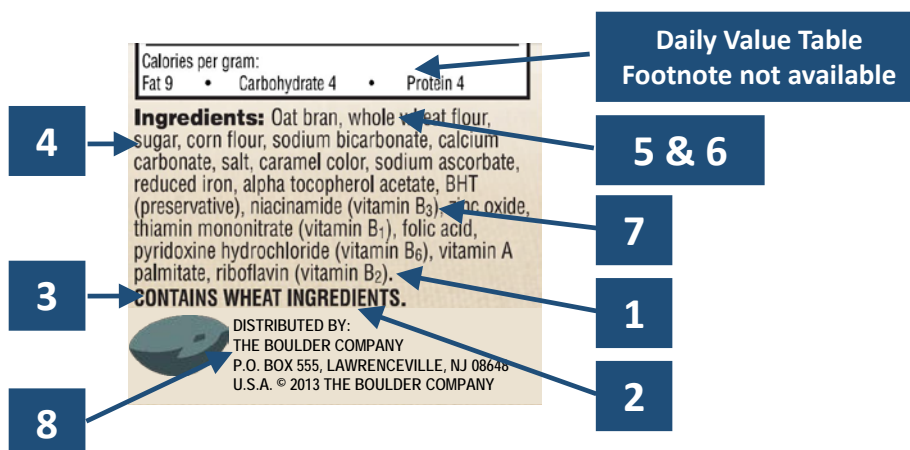 Daily Value Table
Footnote not available
Calories per gram:
Fat 9 • Carbohydrate 4 • Protein 4
Ingredients: Oat bran, whole wheat flour,
sugar, corn flour, sodium bicarbonate, calcium
carbonate, salt, caramel color, sodium ascorbate,
reduced iron, alpha tocopherol acetate, BHT
(preservative), niacinamide (vitamin B3), zinc oxide,
thiamin mononitrate (vitamin B1), folic acid,
pyridoxine hydrochloride (vitamin B6), vitamin A
palmitate, riboflavin (vitamin B2).
CONTAINS WHEAT INGREDIENTS.
DISTRIBUTED BY:
THE BOULDER COMPANY
P.O. BOX 555, LAWRENCEVILLE, NJ 08648
U.S.A. © 2013 THE BOULDER COMPANY
4
3
8
5 & 6
7
1
2